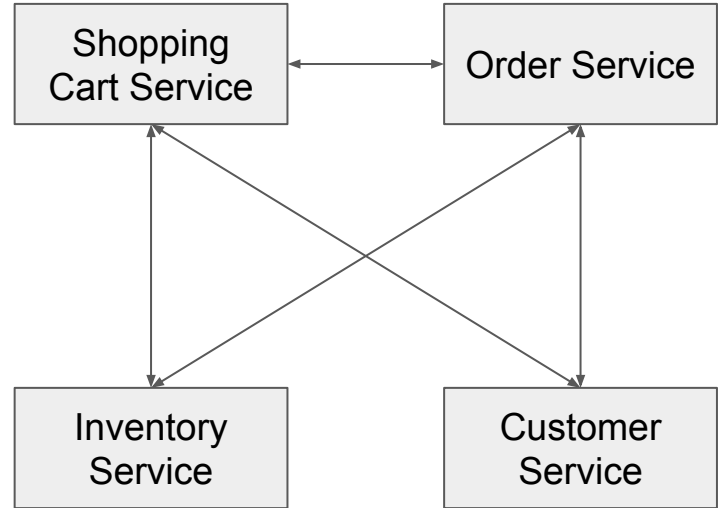 Shopping
Cart Service
Order Service
Inventory
Service
Customer
Service